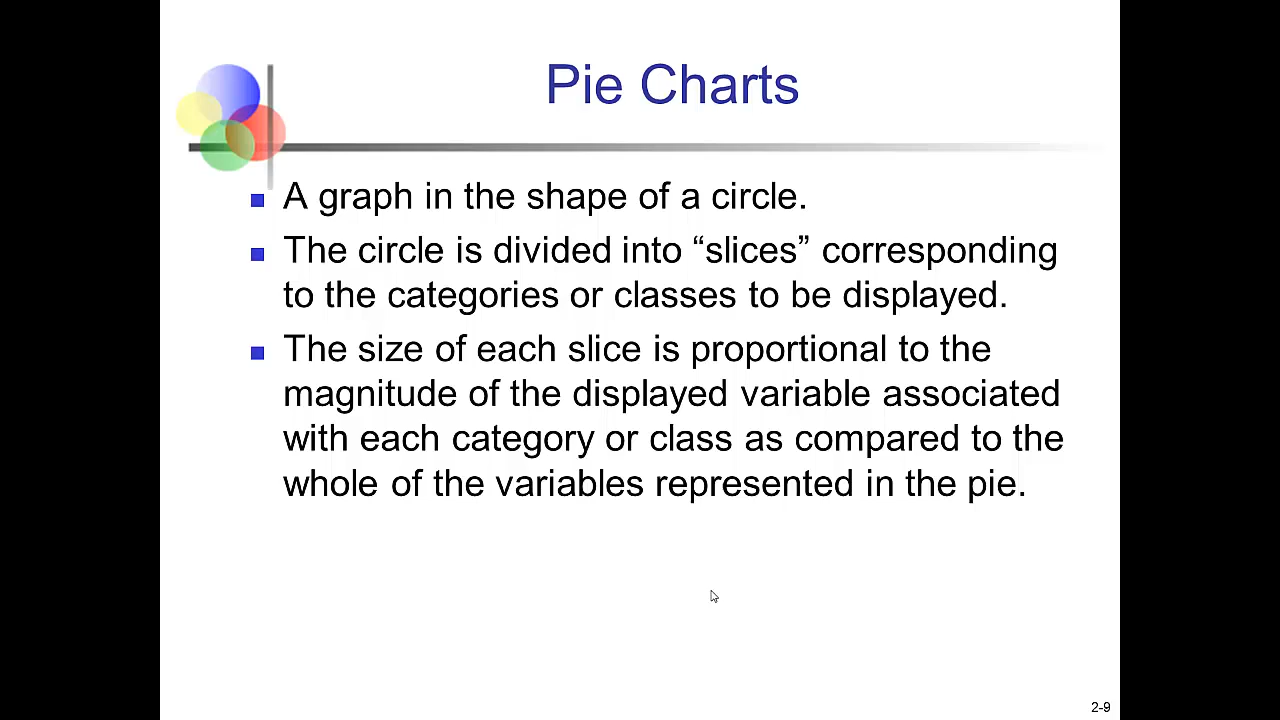 Pie Charts
A graph in the shape of a circle.
The circle is divided into “slices” corresponding
to the categories or classes to be displayed.
The size of each slice is proportional to the
magnitude of the displayed variable associated
with each category or class as compared to the
whole of the variables represented in the pie.
2-9